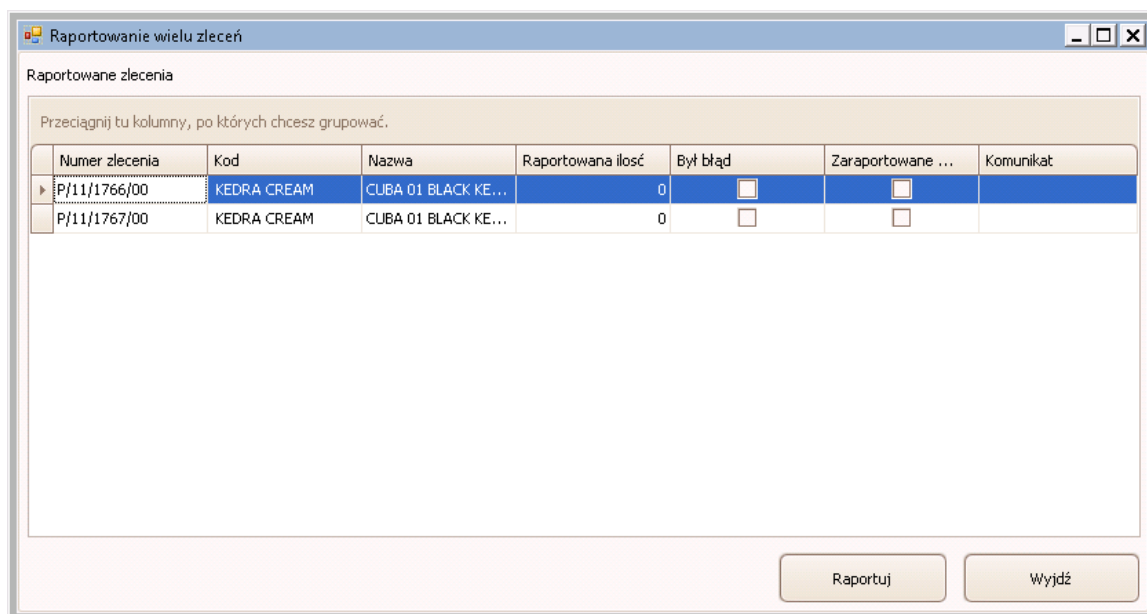 Raportowanie wielu zleceń
Raportowane zlecenia
Przeciągnij tu kolumny, po których chcesz grupować.
Numer zlecenia Kod Nazwa Raportowana ilosć Był błąd Zaraportowane ... Komunikat
P/11/1766/00 KEDRA CREAM CUBA 01 BLACK KE... 0
P/11/1767/00 KEDRA CREAM CUBA 01 BLACK KE... 0
Raportuj Wyjdź